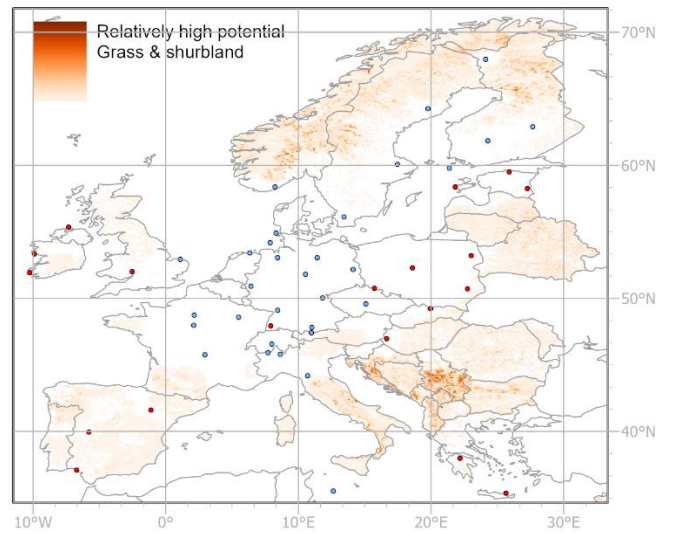 Relatively high potential
Grass & shurbland
70°N
60°N
50°N
40°N
10°W
0°
10°E
20°E
30°E